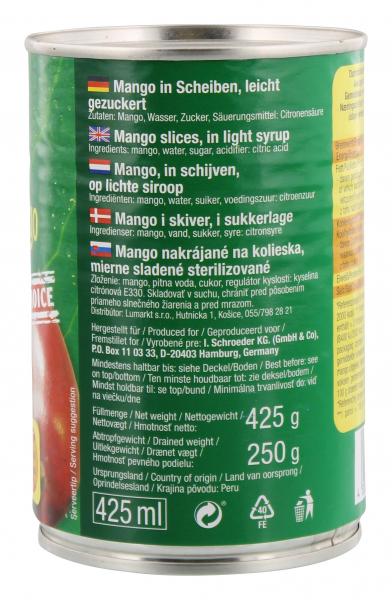 Mango in Scheiben, leicht
gezuckert
Zutaten: Mango, Wasser, Zucker, Säuerungsmittel: Citronensäure
Mango slices, in light syrup
Ingredients: mango, water, sugar, acidifier: citric acid
Mango, in schijven,
op lichte siroop
Ingrediënten: mango, water, suiker, voedingszuur: citroenzuur
Mango i skiver, i sukkerlage
Ingredienser: mango, vand, sukker, syre: citronsyre
Mango nakrájané na kolieska,
mierne sladené sterilizované
Zloženie: mango, pitna voda, cukor, regulátor kyslosti: kyselina
citrónová E330. Skladovať v suchu, chrániť pred pôsobením
priameho slnečného žiarenia a pred mrazom.
Distribútor: Lumarkt s.r.o., Hutnícka 1, Košice, 055/798 28 21
Hergestellt für / Produced for / Geproduceerd voor /
Fremstillet for / Vyrobené pre: I. Schroeder KG. (GmbH & Co),
P.O. Box 11 03 33, D-20403 Hamburg, Germany
Mindestens haltbar bis: siehe Deckel/Boden / Best before: see
on top/bottom / Ten minste houdbaar tot: zie deksel/bodem /
Mindst holdbar til: se top/bund / Minimálna trvanlivosť do: viď
na viečku/dne
Füllmenge / Net weight / Nettogewicht /
Nettovægt / Hmotnosť netto:
425 g
Abtropfgewicht / Drained weight /
Uitlekgewicht / Drænet vægt /
Hmotnosť pevného podielu:
250 g
Ursprungsland / Country of origin / Land van oorsprong /
Oprindelsesland / Krajina pôvodu: Peru
425 ml
40
FE
OICE
Serveertip / Serving suggestion